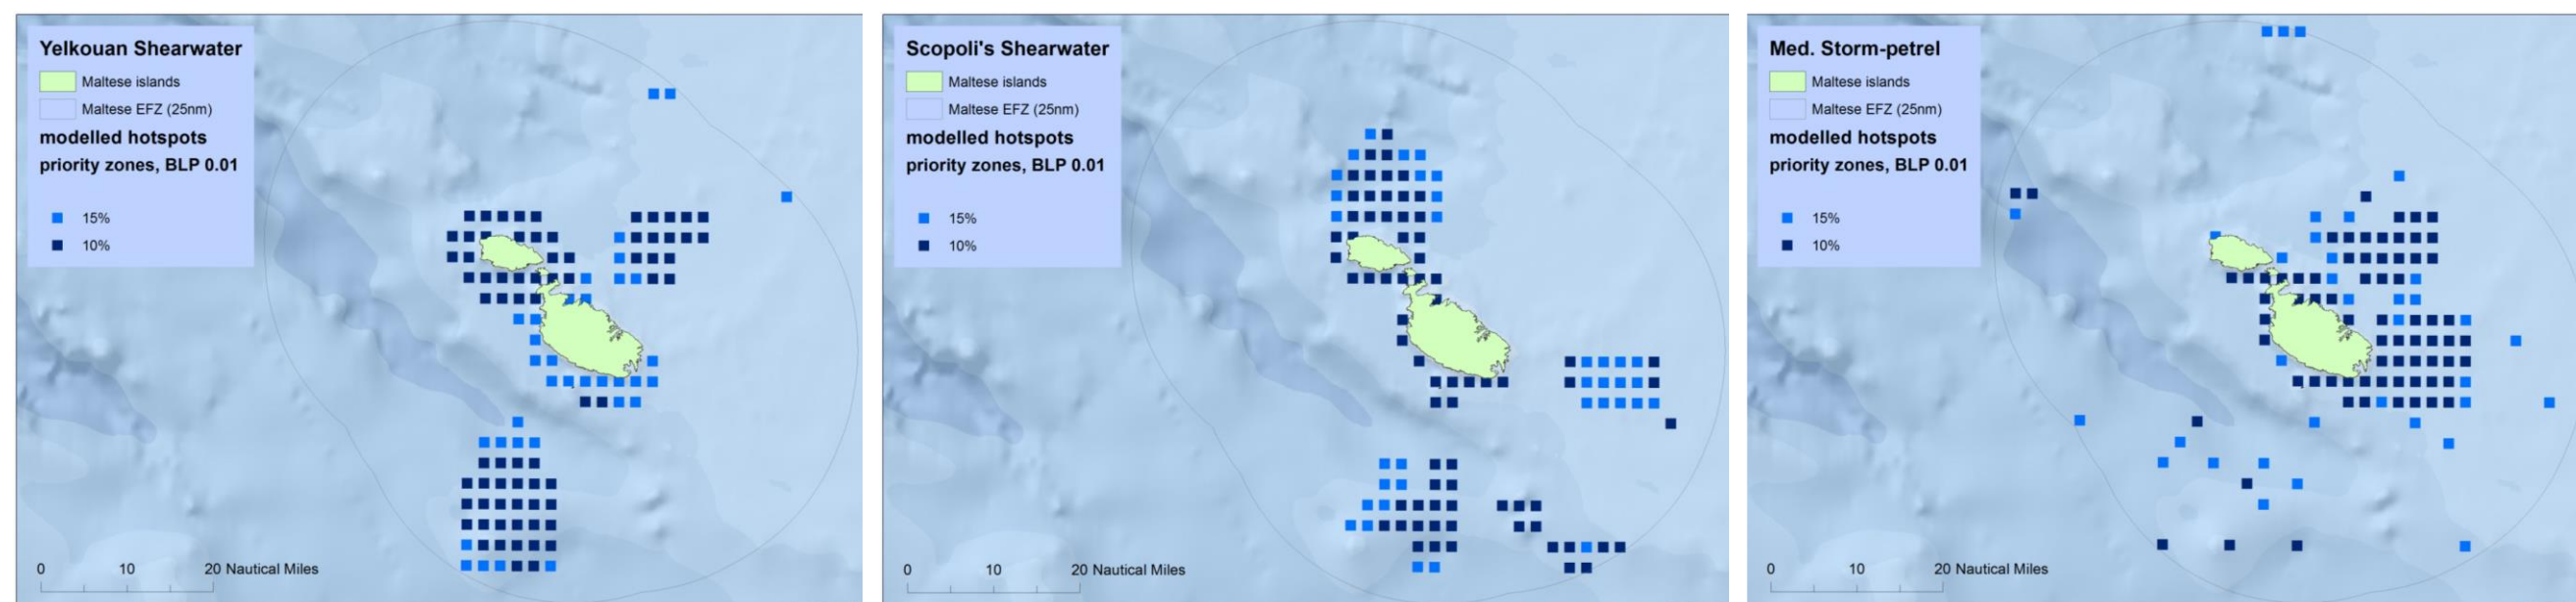 Yelkouan Shearwater
Maltese islands
Maltese EFZ (25nm)
modelled hotspots
priority zones, BLP 0.01
15%
10%
0 10 20 Nautical Miles
Scopoli's Shearwater
Maltese islands
Maltese EFZ (25nm)
modelled hotspots
priority zones, BLP 0.01
15%
10%
0 10 20 Nautical Miles
Med. Storm-petrel
Maltese islands
Maltese EFZ (25nm)
modelled hotspots
priority zones, BLP 0.01
15%
10%
0 10 20 Nautical Miles